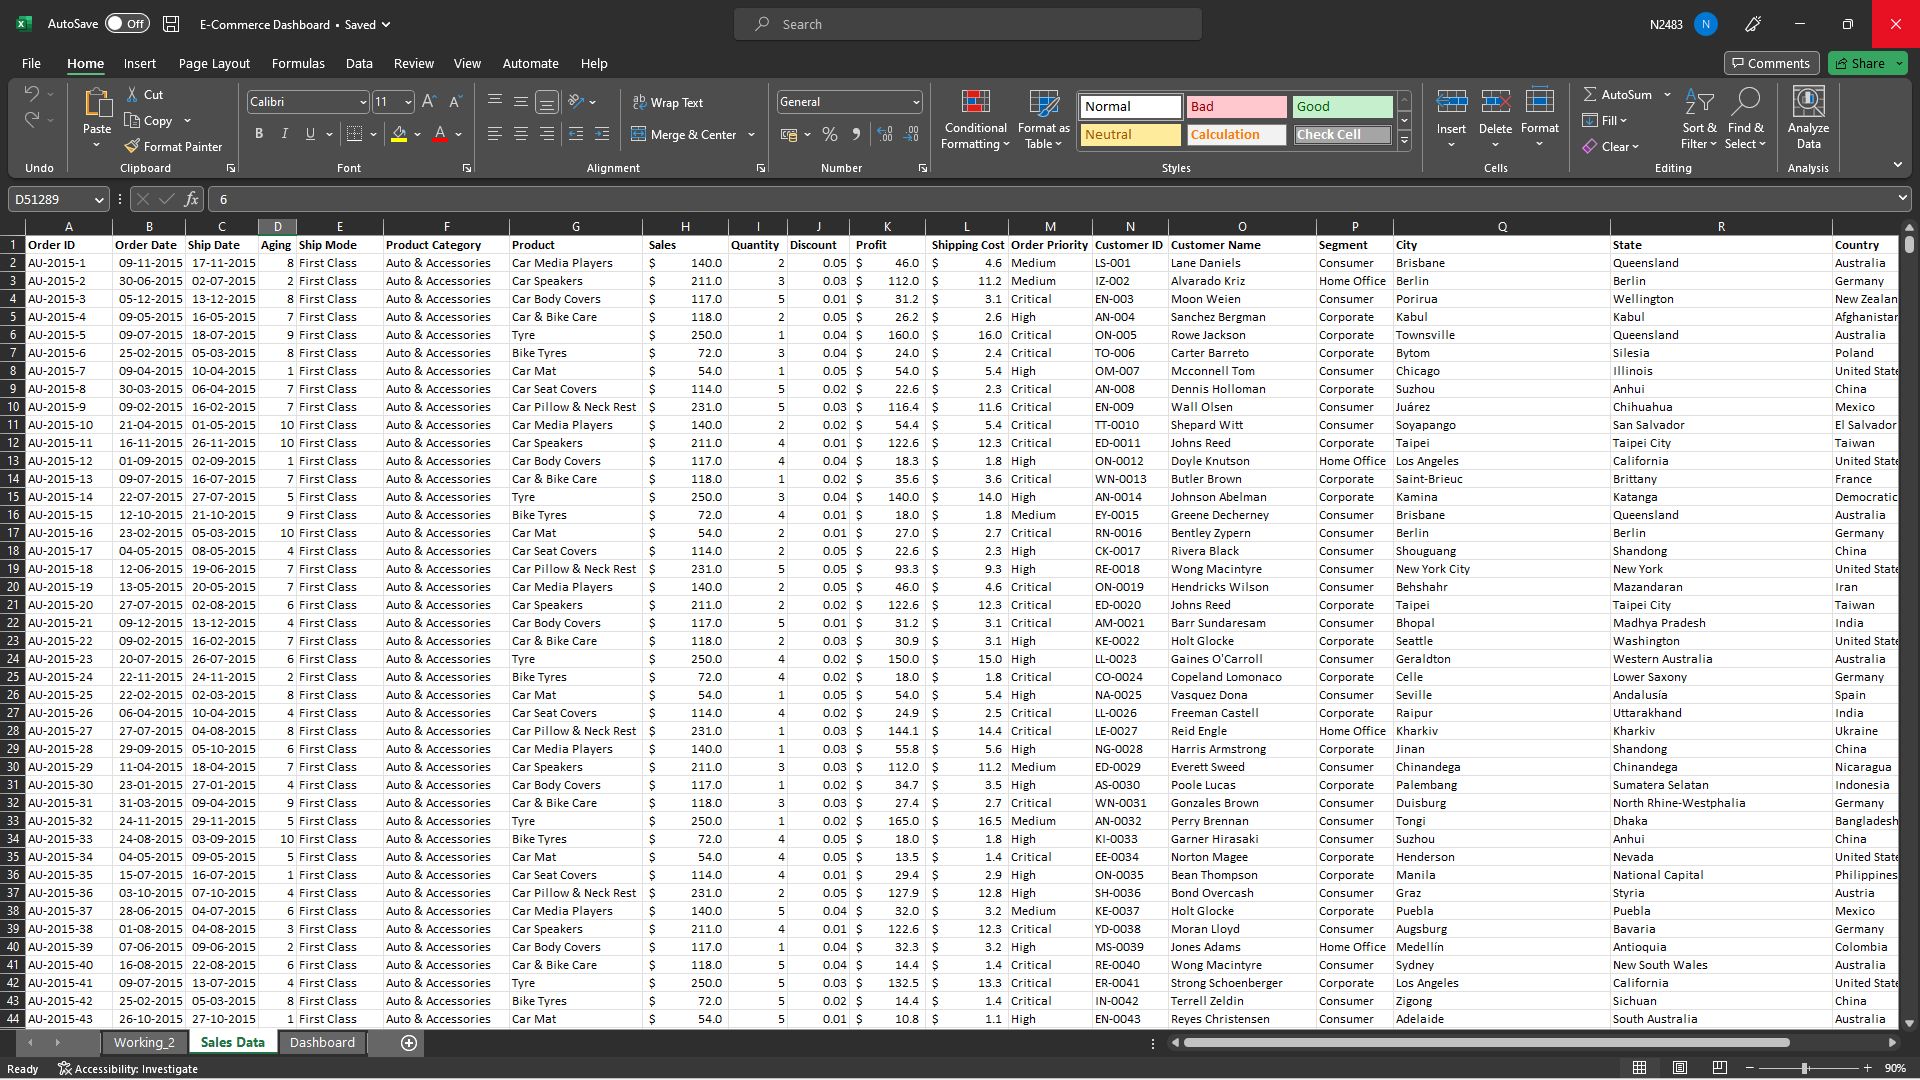 AutoSave Off E-Commerce Dashboard • Saved Search N2483 N
File Home Insert Page Layout Formulas Data Review View Automate Help Comments Share
Cut Calibri 11 Wrap Text General Normal Bad Good AutoSum
Paste Copy Conditional Formatting Format as Table Insert Delete Format Fill Sort & Filter Find & Select Analyze Data
Format Painter B I U A Merge & Center % Neutral Calculation Check Cell Clear
Undo Clipboard Font Alignment Number Styles Cells Editing Analysis
D51289 fx 6
A B C D E F G H I J K L M N O P Q R
1 Order ID Order Date Ship Date Aging Ship Mode Product Category Product Sales Quantity Discount Profit Shipping Cost Order Priority Customer ID Customer Name Segment City State Country
2 AU-2015-1 09-11-2015 17-11-2015 8 First Class Auto & Accessories Car Media Players $ 140.0 2 0.05 $ 46.0 $ 4.6 Medium LS-001 Lane Daniels Consumer Brisbane Queensland Australia
3 AU-2015-2 30-06-2015 02-07-2015 2 First Class Auto & Accessories Car Speakers $ 211.0 3 0.03 $ 112.0 $ 11.2 Medium IZ-002 Alvarado Kriz Home Office Berlin Berlin Germany
4 AU-2015-3 05-12-2015 13-12-2015 8 First Class Auto & Accessories Car Body Covers $ 117.0 5 0.01 $ 31.2 $ 3.1 Critical EN-003 Moon Weien Consumer Porirua Wellington New Zealan
5 AU-2015-4 09-05-2015 16-05-2015 7 First Class Auto & Accessories Car & Bike Care $ 118.0 2 0.05 $ 26.2 $ 2.6 High AN-004 Sanchez Bergman Corporate Kabul Kabul Afghanistar
6 AU-2015-5 09-07-2015 18-07-2015 9 First Class Auto & Accessories Tyre $ 250.0 1 0.04 $ 160.0 $ 16.0 Critical ON-005 Rowe Jackson Corporate Townsville Queensland Australia
7 AU-2015-6 25-02-2015 05-03-2015 8 First Class Auto & Accessories Bike Tyres $ 72.0 3 0.04 $ 24.0 $ 2.4 Critical TO-006 Carter Barreto Corporate Bytom Silesia Poland
8 AU-2015-7 09-04-2015 10-04-2015 1 First Class Auto & Accessories Car Mat $ 54.0 1 0.05 $ 54.0 $ 5.4 High OM-007 Mcconnell Tom Consumer Chicago Illinois United State
9 AU-2015-8 30-03-2015 06-04-2015 7 First Class Auto & Accessories Car Seat Covers $ 114.0 5 0.02 $ 22.6 $ 2.3 Critical AN-008 Dennis Holloman Corporate Suzhou Anhui China
10 AU-2015-9 09-02-2015 16-02-2015 7 First Class Auto & Accessories Car Pillow & Neck Rest $ 231.0 5 0.03 $ 116.4 $ 11.6 Critical EN-009 Wall Olsen Consumer Juárez Chihuahua Mexico
11 AU-2015-10 21-04-2015 01-05-2015 10 First Class Auto & Accessories Car Media Players $ 140.0 2 0.02 $ 54.4 $ 5.4 Critical TT-0010 Shepard Witt Consumer Soyapango San Salvador El Salvador
12 AU-2015-11 16-11-2015 26-11-2015 10 First Class Auto & Accessories Car Speakers $ 211.0 4 0.01 $ 122.6 $ 12.3 Critical ED-0011 Johns Reed Corporate Taipei Taipei City Taiwan
13 AU-2015-12 01-09-2015 02-09-2015 1 First Class Auto & Accessories Car Body Covers $ 117.0 4 0.04 $ 18.3 $ 1.8 High ON-0012 Doyle Knutson Home Office Los Angeles California United State
14 AU-2015-13 09-07-2015 16-07-2015 7 First Class Auto & Accessories Car & Bike Care $ 118.0 1 0.02 $ 35.6 $ 3.6 Critical WN-0013 Butler Brown Corporate Saint-Brieuc Brittany France
15 AU-2015-14 22-07-2015 27-07-2015 5 First Class Auto & Accessories Tyre $ 250.0 3 0.04 $ 140.0 $ 14.0 High AN-0014 Johnson Abelman Corporate Kamina Katanga Democratic
16 AU-2015-15 12-10-2015 21-10-2015 9 First Class Auto & Accessories Bike Tyres $ 72.0 4 0.01 $ 18.0 $ 1.8 Medium EY-0015 Greene Decherney Consumer Brisbane Queensland Australia
17 AU-2015-16 23-02-2015 05-03-2015 10 First Class Auto & Accessories Car Mat $ 54.0 2 0.01 $ 27.0 $ 2.7 Critical RN-0016 Bentley Zypern Consumer Berlin Berlin Germany
18 AU-2015-17 04-05-2015 08-05-2015 4 First Class Auto & Accessories Car Seat Covers $ 114.0 2 0.05 $ 22.6 $ 2.3 High CK-0017 Rivera Black Consumer Shouguang Shandong China
19 AU-2015-18 12-06-2015 19-06-2015 7 First Class Auto & Accessories Car Pillow & Neck Rest $ 231.0 5 0.05 $ 93.3 $ 9.3 High RE-0018 Wong Macintyre Consumer New York City New York United State
20 AU-2015-19 13-05-2015 20-05-2015 7 First Class Auto & Accessories Car Media Players $ 140.0 2 0.05 $ 46.0 $ 4.6 Critical ON-0019 Hendricks Wilson Consumer Behshahr Mazandaran Iran
21 AU-2015-20 27-07-2015 02-08-2015 6 First Class Auto & Accessories Car Speakers $ 211.0 2 0.02 $ 122.6 $ 12.3 Critical ED-0020 Johns Reed Corporate Taipei Taipei City Taiwan
22 AU-2015-21 09-12-2015 13-12-2015 4 First Class Auto & Accessories Car Body Covers $ 117.0 5 0.01 $ 31.2 $ 3.1 Critical AM-0021 Barr Sundaresam Consumer Bhopal Madhya Pradesh India
23 AU-2015-22 09-02-2015 16-02-2015 7 First Class Auto & Accessories Car & Bike Care $ 118.0 2 0.03 $ 30.9 $ 3.1 High KE-0022 Holt Glocke Corporate Seattle Washington United State
24 AU-2015-23 20-07-2015 26-07-2015 6 First Class Auto & Accessories Tyre $ 250.0 4 0.02 $ 150.0 $ 15.0 High LL-0023 Gaines O'Carroll Consumer Geraldton Western Australia Australia
25 AU-2015-24 22-11-2015 24-11-2015 2 First Class Auto & Accessories Bike Tyres $ 72.0 4 0.02 $ 18.0 $ 1.8 Critical CO-0024 Copeland Lomonaco Corporate Celle Lower Saxony Germany
26 AU-2015-25 22-02-2015 02-03-2015 8 First Class Auto & Accessories Car Mat $ 54.0 1 0.05 $ 54.0 $ 5.4 High NA-0025 Vasquez Dona Consumer Seville Andalusía Spain
27 AU-2015-26 06-04-2015 10-04-2015 4 First Class Auto & Accessories Car Seat Covers $ 114.0 4 0.02 $ 24.9 $ 2.5 Critical LL-0026 Freeman Castell Corporate Raipur Uttarakhand India
28 AU-2015-27 27-07-2015 04-08-2015 8 First Class Auto & Accessories Car Pillow & Neck Rest $ 231.0 1 0.03 $ 144.1 $ 14.4 Critical LE-0027 Reid Engle Home Office Kharkiv Kharkiv Ukraine
29 AU-2015-28 29-09-2015 05-10-2015 6 First Class Auto & Accessories Car Media Players $ 140.0 1 0.03 $ 55.8 $ 5.6 High NG-0028 Harris Armstrong Corporate Jinan Shandong China
30 AU-2015-29 11-04-2015 18-04-2015 7 First Class Auto & Accessories Car Speakers $ 211.0 3 0.03 $ 112.0 $ 11.2 Medium ED-0029 Everett Sweed Consumer Chinandega Chinandega Nicaragua
31 AU-2015-30 23-01-2015 27-01-2015 4 First Class Auto & Accessories Car Body Covers $ 117.0 1 0.02 $ 34.7 $ 3.5 High AS-0030 Poole Lucas Corporate Palembang Sumatera Selatan Indonesia
32 AU-2015-31 31-03-2015 09-04-2015 9 First Class Auto & Accessories Car & Bike Care $ 118.0 3 0.03 $ 27.4 $ 2.7 Critical WN-0031 Gonzales Brown Consumer Duisburg North Rhine-Westphalia Germany
33 AU-2015-32 24-11-2015 29-11-2015 5 First Class Auto & Accessories Tyre $ 250.0 1 0.02 $ 165.0 $ 16.5 Medium AN-0032 Perry Brennan Corporate Tongi Dhaka Bangladesh
34 AU-2015-33 24-08-2015 03-09-2015 10 First Class Auto & Accessories Bike Tyres $ 72.0 4 0.05 $ 18.0 $ 1.8 High KI-0033 Garner Hirasaki Consumer Suzhou Anhui China
35 AU-2015-34 04-05-2015 09-05-2015 5 First Class Auto & Accessories Car Mat $ 54.0 4 0.05 $ 13.5 $ 1.4 Critical EE-0034 Norton Magee Corporate Henderson Nevada United State
36 AU-2015-35 15-07-2015 16-07-2015 1 First Class Auto & Accessories Car Seat Covers $ 114.0 4 0.01 $ 29.4 $ 2.9 High ON-0035 Bean Thompson Corporate Manila National Capital Philippines
37 AU-2015-36 03-10-2015 07-10-2015 4 First Class Auto & Accessories Car Pillow & Neck Rest $ 231.0 2 0.05 $ 127.9 $ 12.8 High SH-0036 Bond Overcash Consumer Graz Styria Austria
38 AU-2015-37 28-06-2015 04-07-2015 6 First Class Auto & Accessories Car Media Players $ 140.0 5 0.04 $ 32.0 $ 3.2 Medium KE-0037 Holt Glocke Corporate Puebla Puebla Mexico
39 AU-2015-38 01-08-2015 04-08-2015 3 First Class Auto & Accessories Car Speakers $ 211.0 4 0.01 $ 122.6 $ 12.3 Critical YD-0038 Moran Lloyd Consumer Augsburg Bavaria Germany
40 AU-2015-39 07-06-2015 09-06-2015 2 First Class Auto & Accessories Car Body Covers $ 117.0 1 0.04 $ 32.3 $ 3.2 High MS-0039 Jones Adams Home Office Medellín Antioquia Colombia
41 AU-2015-40 16-08-2015 22-08-2015 6 First Class Auto & Accessories Car & Bike Care $ 118.0 5 0.04 $ 14.4 $ 1.4 Critical RE-0040 Wong Macintyre Consumer Sydney New South Wales Australia
42 AU-2015-41 09-07-2015 13-07-2015 4 First Class Auto & Accessories Tyre $ 250.0 5 0.03 $ 132.5 $ 13.3 Critical ER-0041 Strong Schoenberger Corporate Los Angeles California United State
43 AU-2015-42 25-02-2015 05-03-2015 8 First Class Auto & Accessories Bike Tyres $ 72.0 5 0.02 $ 14.4 $ 1.4 Critical IN-0042 Terrell Zeldin Consumer Zigong Sichuan China
44 AU-2015-43 26-10-2015 27-10-2015 1 First Class Auto & Accessories Car Mat $ 54.0 5 0.01 $ 10.8 $ 1.1 High EN-0043 Reyes Christensen Consumer Adelaide South Australia Australia
Working_2 Sales Data Dashboard
Ready Accessibility: Investigate 90%